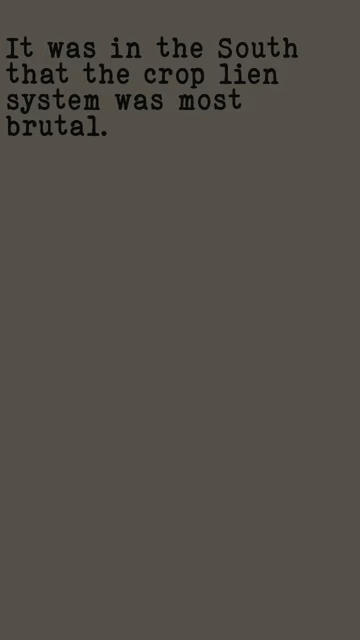 It was in the South
that the crop lien
system was most
brutal.